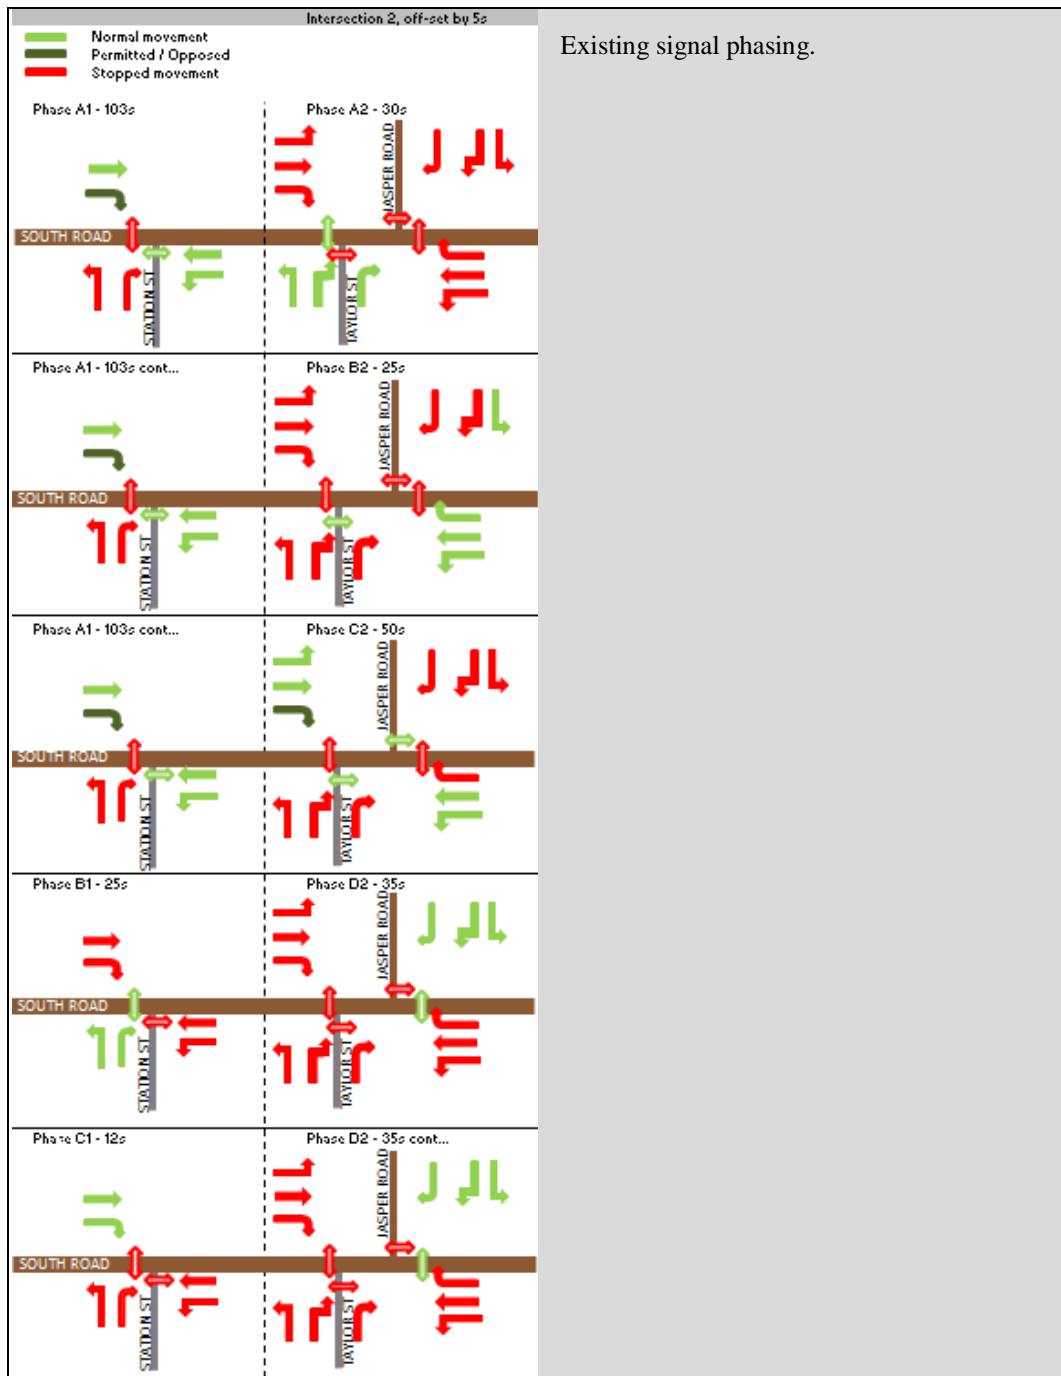 Intersection 2, off-set by 5s
Normal movement
Permitted / Opposed
Stopped movement
Existing signal phasing.
Phase A1 - 103s
Phase A2 - 30s
JASPER ROAD
SOUTH ROAD
STATION ST
TAYLOR ST
Phase A1 - 103s cont...
Phase B2 - 25s
JASPER ROAD
SOUTH ROAD
STATION ST
TAYLOR ST
Phase A1 - 103s cont...
Phase C2 - 50s
JASPER ROAD
SOUTH ROAD
STATION ST
TAYLOR ST
Phase B1 - 25s
Phase D2 - 35s
JASPER ROAD
SOUTH ROAD
STATION ST
TAYLOR ST
Phase C1 - 12s
Phase D2 - 35s cont...
JASPER ROAD
SOUTH ROAD
STATION ST
TAYLOR ST